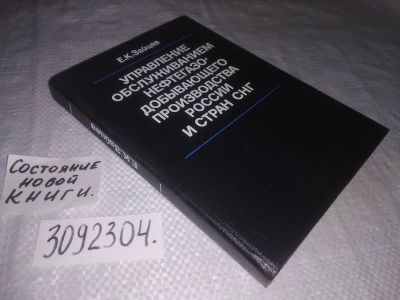 Е.К. Зайцев
УПРАВЛЕНИЕ
ОБСЛУЖИВАНИЕМ
НЕФТЕГАЗО-
ДОБЫВАЮЩЕГО
ПРОИЗВОДСТВА
РОССИИ
И СТРАН СНГ
Состояние
новой
книги.
3092304.